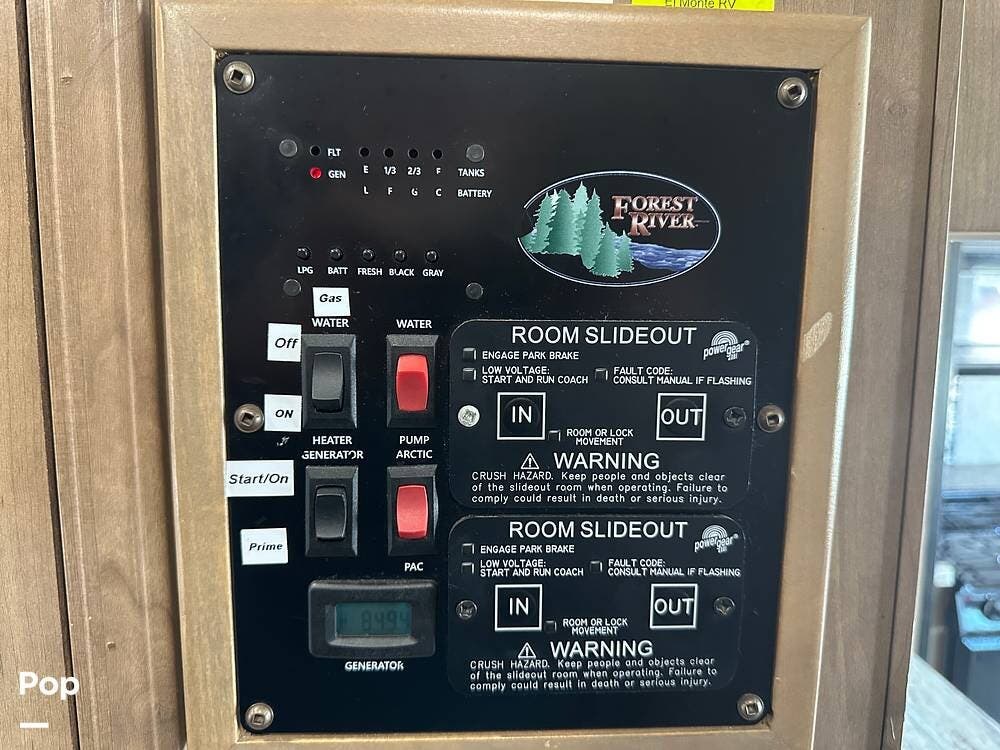 El Monte RV
FLT
GEN
E 1/3 2/3 F TANKS
L F G C BATTERY
FOREST
RIVER
LPG BATT FRESH BLACK GRAY
Gas
WATER
WATER
Off
ON
HEATER
PUMP
GENERATOR
ARCTIC
Start/On
Prime
PAC
GENERATOR
ROOM SLIDEOUT
powergear®
ENGAGE PARK BRAKE
LOW VOLTAGE:
START AND RUN COACH
FAULT CODE:
CONSULT MANUAL IF FLASHING
IN
OUT
ROOM OR LOCK
MOVEMENT
WARNING
CRUSH HAZARD. Keep people and objects clear
of the slideout room when operating. Failure to
comply could result in death or serious injury.
ROOM SLIDEOUT
powergear®
ENGAGE PARK BRAKE
LOW VOLTAGE:
START AND RUN COACH
FAULT CODE:
CONSULT MANUAL IF FLASHING
IN
OUT
ROOM OR LOCK
MOVEMENT
WARNING
CRUSH HAZARD. Keep people and objects clear
of the slideout room when operating. Failure to
comply could result in death or serious injury.
Pop